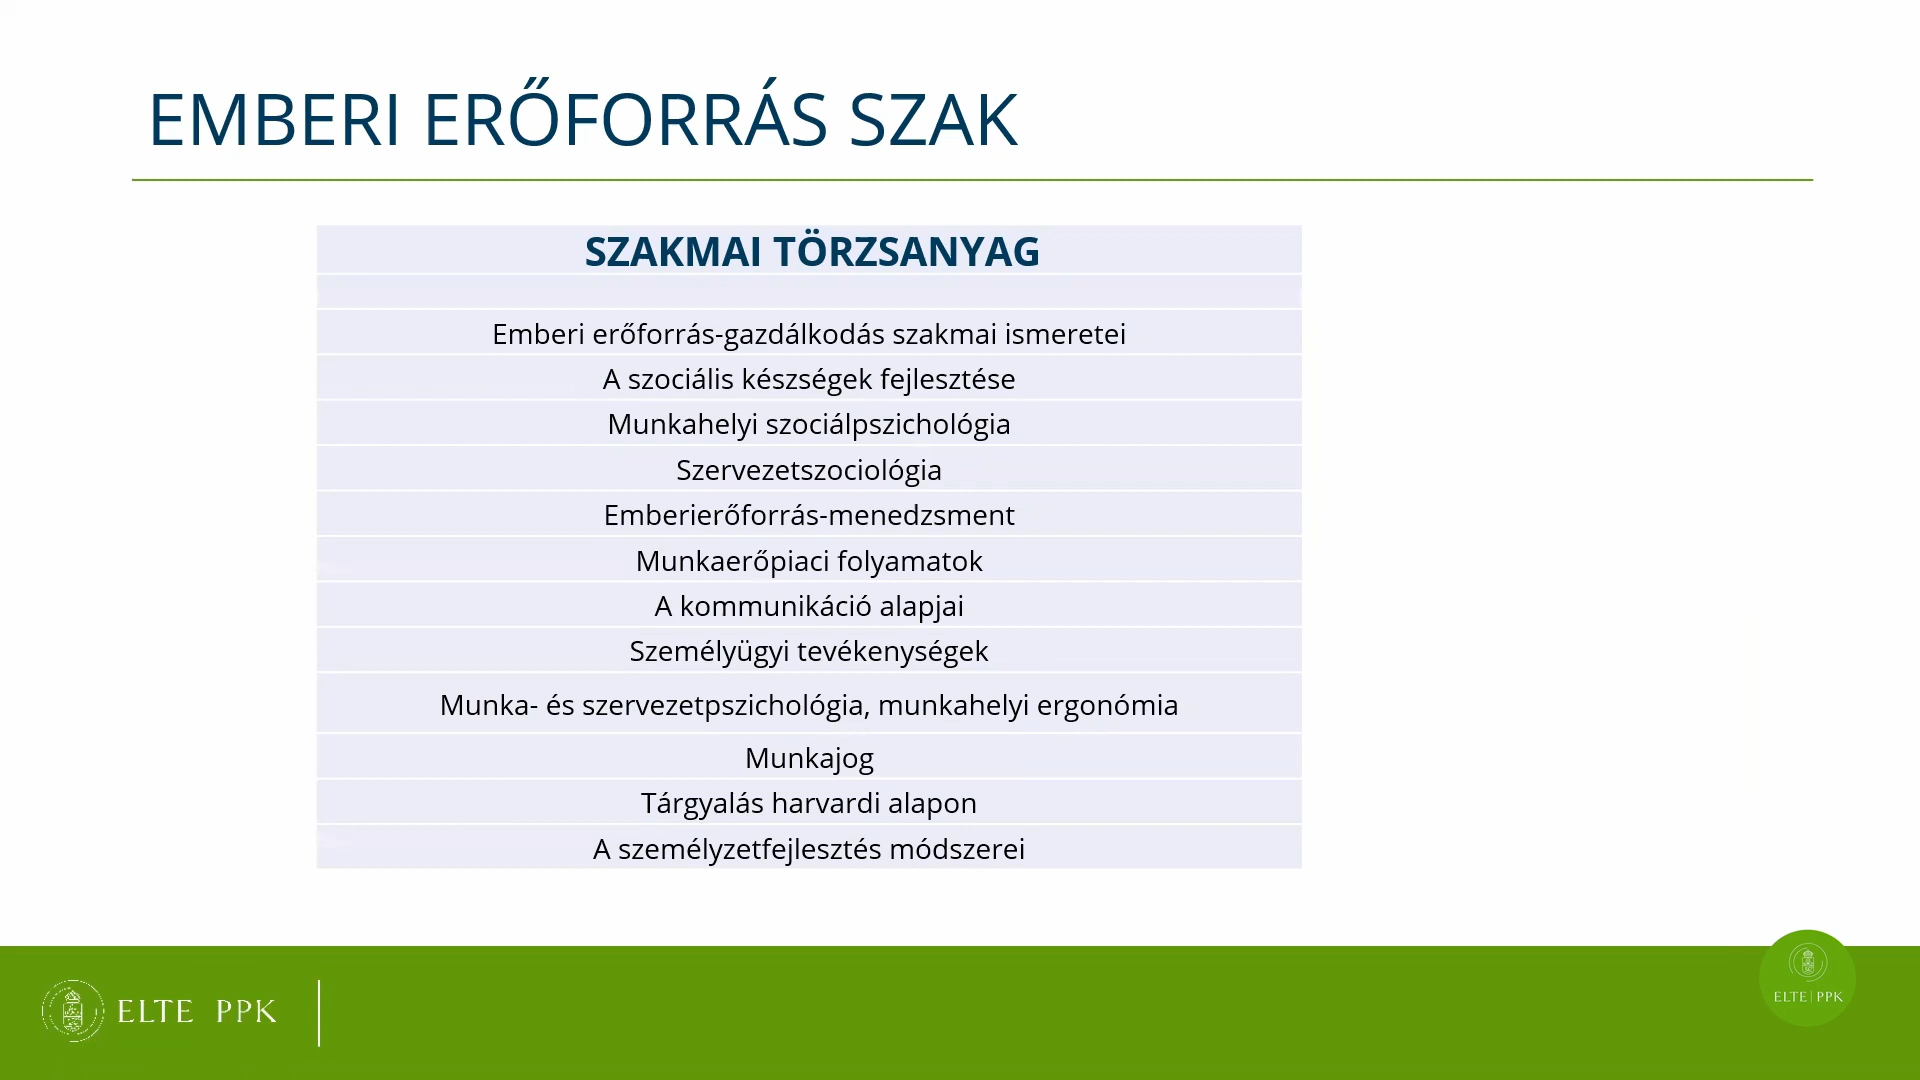 EMBERI ERŐFORRÁS SZAK
SZAKMAI TÖRZSANYAG
Emberi erőforrás-gazdálkodás szakmai ismeretei
A szociális készségek fejlesztése
Munkahelyi szociálpszichológia
Szervezetszociológia
Emberierőforrás-menedzsment
Munkaerőpiaci folyamatok
A kommunikáció alapjai
Személyügyi tevékenységek
Munka- és szervezetpszichológia, munkahelyi ergonómia
Munkajog
Tárgyalás harvardi alapon
A személyzetfejlesztés módszerei
ELTE PPK
ELTE | PPK